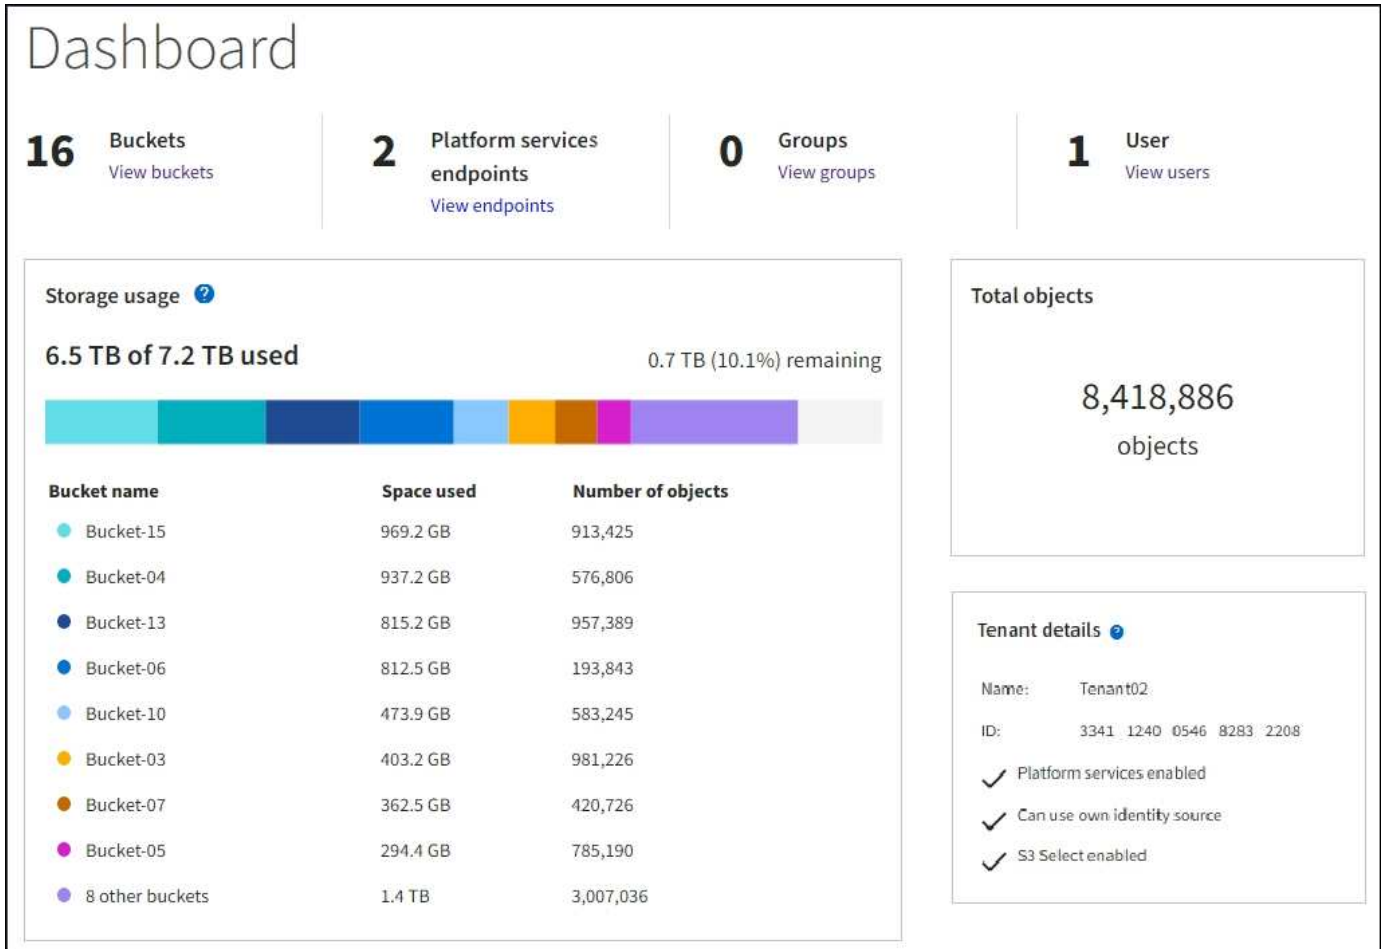 Dashboard
16 Buckets
View buckets
2 Platform services
endpoints
View endpoints
0 Groups
View groups
1 User
View users
Storage usage ?
6.5 TB of 7.2 TB used
0.7 TB (10.1%) remaining
Bucket name Space used Number of objects
Bucket-15 969.2 GB 913,425
Bucket-04 937.2 GB 576,806
Bucket-13 815.2 GB 957,389
Bucket-06 812.5 GB 193,843
Bucket-10 473.9 GB 583,245
Bucket-03 403.2 GB 981,226
Bucket-07 362.5 GB 420,726
Bucket-05 294.4 GB 785,190
8 other buckets 1.4 TB 3,007,036
Total objects
8,418,886
objects
Tenant details ?
Name: Tenant02
ID: 3341 1240 0546 8283 2208
Platform services enabled
Can use own identity source
S3 Select enabled